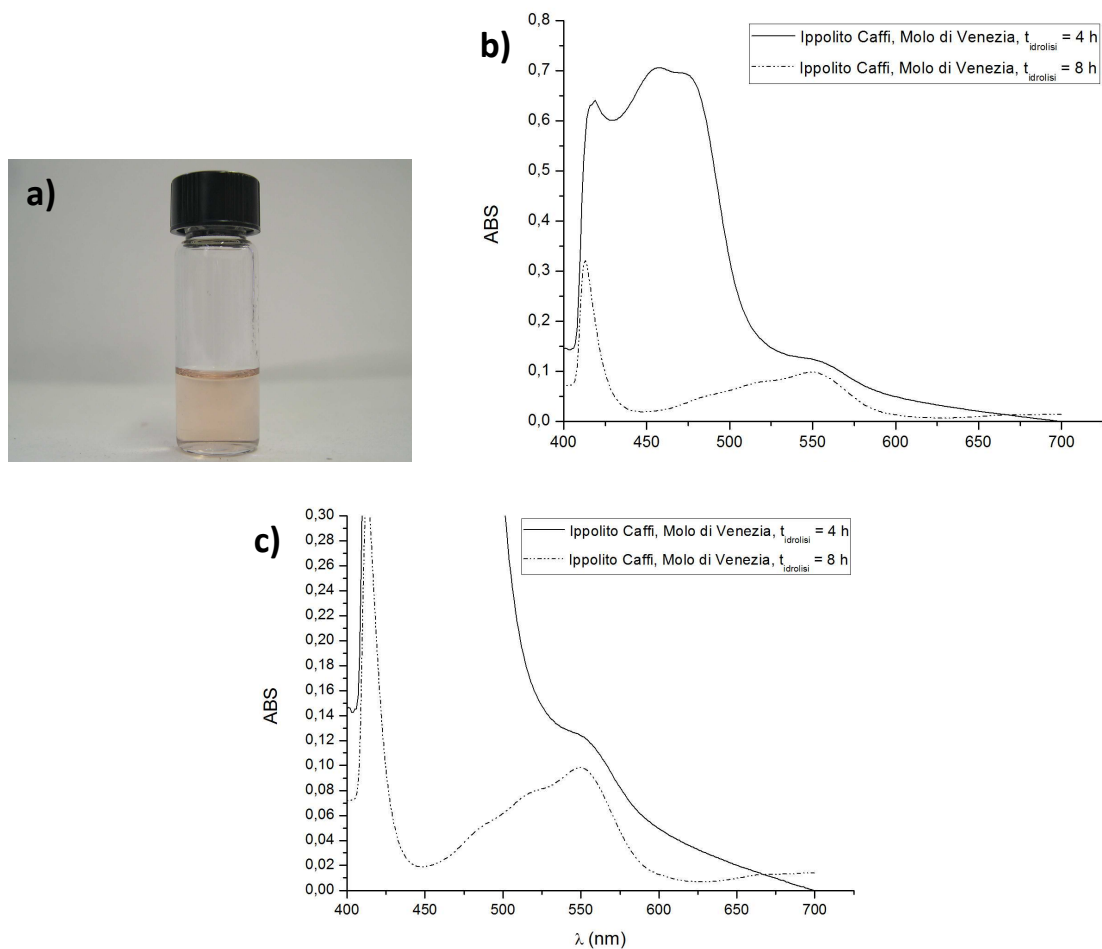 a)
b)
Ippolito Caffi, Molo di Venezia, t idrolisi = 4 h
Ippolito Caffi, Molo di Venezia, t idrolisi = 8 h
0,8
0,7
0,6
0,5
0,4
0,3
0,2
0,1
0,0
ABS
400 450 500 550 600 650 700
c)
Ippolito Caffi, Molo di Venezia, t idrolisi = 4 h
Ippolito Caffi, Molo di Venezia, t idrolisi = 8 h
0,30
0,28
0,26
0,24
0,22
0,20
0,18
0,16
0,14
0,12
0,10
0,08
0,06
0,04
0,02
0,00
ABS
400 450 500 550 600 650 700
λ (nm)